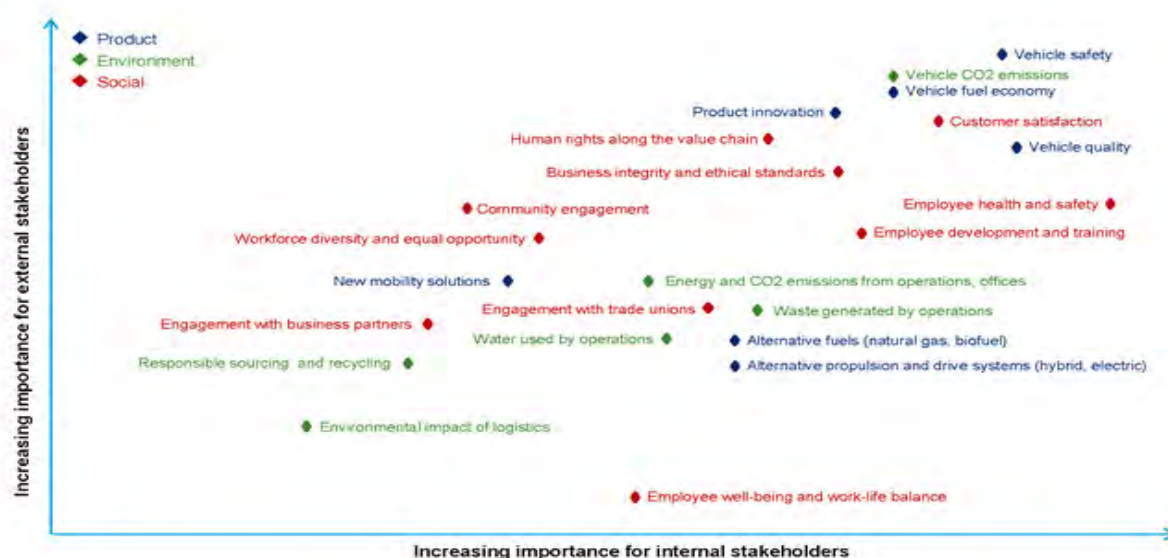 Product
Environment
Social
Vehicle safety
Vehicle CO2 emissions
Vehicle fuel economy
Product innovation
Customer satisfaction
Human rights along the value chain
Vehicle quality
Business integrity and ethical standards
Employee health and safety
Community engagement
Employee development and training
Workforce diversity and equal opportunity
New mobility solutions
Energy and CO2 emissions from operations, offices
Engagement with trade unions
Waste generated by operations
Engagement with business partners
Water used by operations
Alternative fuels (natural gas, biofuel)
Responsible sourcing and recycling
Alternative propulsion and drive systems (hybrid, electric)
Environmental impact of logistics
Employee well-being and work-life balance
Increasing importance for external stakeholders
Increasing importance for internal stakeholders